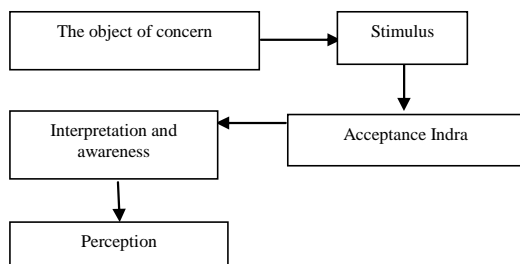 The object of concern
Stimulus
Acceptance Indra
Interpretation and
awareness
Perception